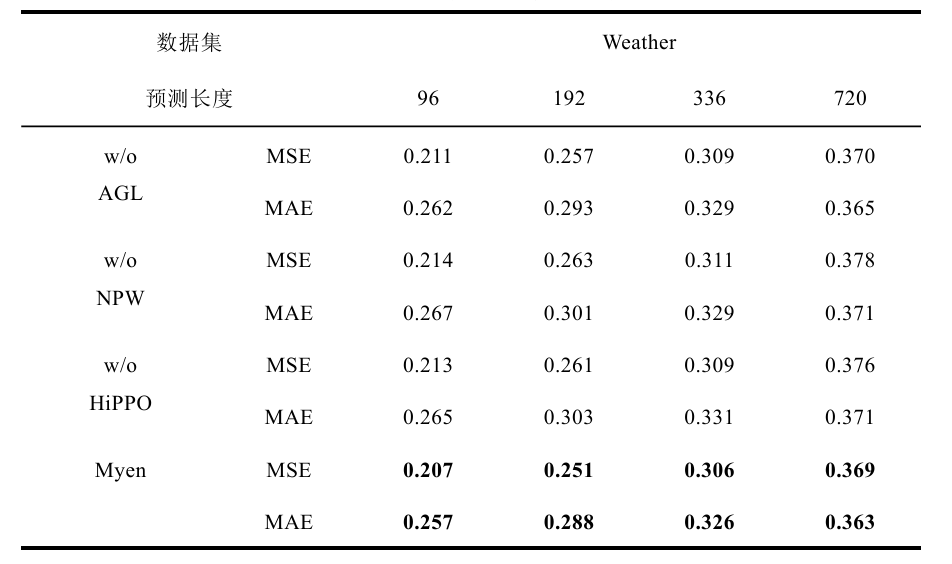 数据集 Weather
预测长度 96 192 336 720
w/o MSE 0.211 0.257 0.309 0.370
AGL
MAE 0.262 0.293 0.329 0.365
w/o MSE 0.214 0.263 0.311 0.378
NPW
MAE 0.267 0.301 0.329 0.371
w/o MSE 0.213 0.261 0.309 0.376
HiPPO
MAE 0.265 0.303 0.331 0.371
Myen MSE 0.207 0.251 0.306 0.369
MAE 0.257 0.288 0.326 0.363